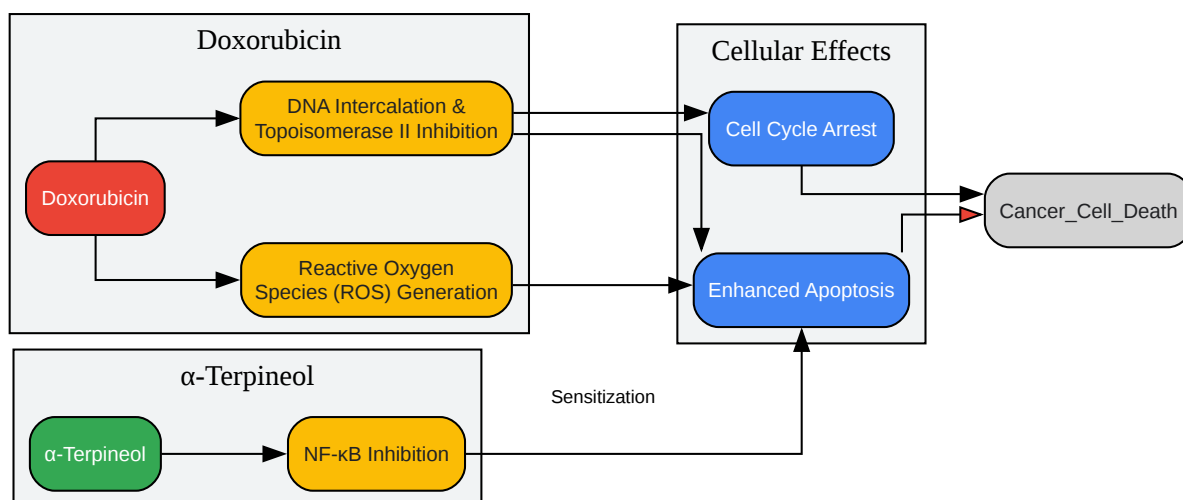 Doxorubicin
DNA Intercalation &
Topoisomerase II Inhibition
Doxorubicin
Reactive Oxygen
Species (ROS) Generation
Cellular Effects
Cell Cycle Arrest
Enhanced Apoptosis
Cancer_Cell_Death
α-Terpineol
α-Terpineol
NF-κB Inhibition
Sensitization